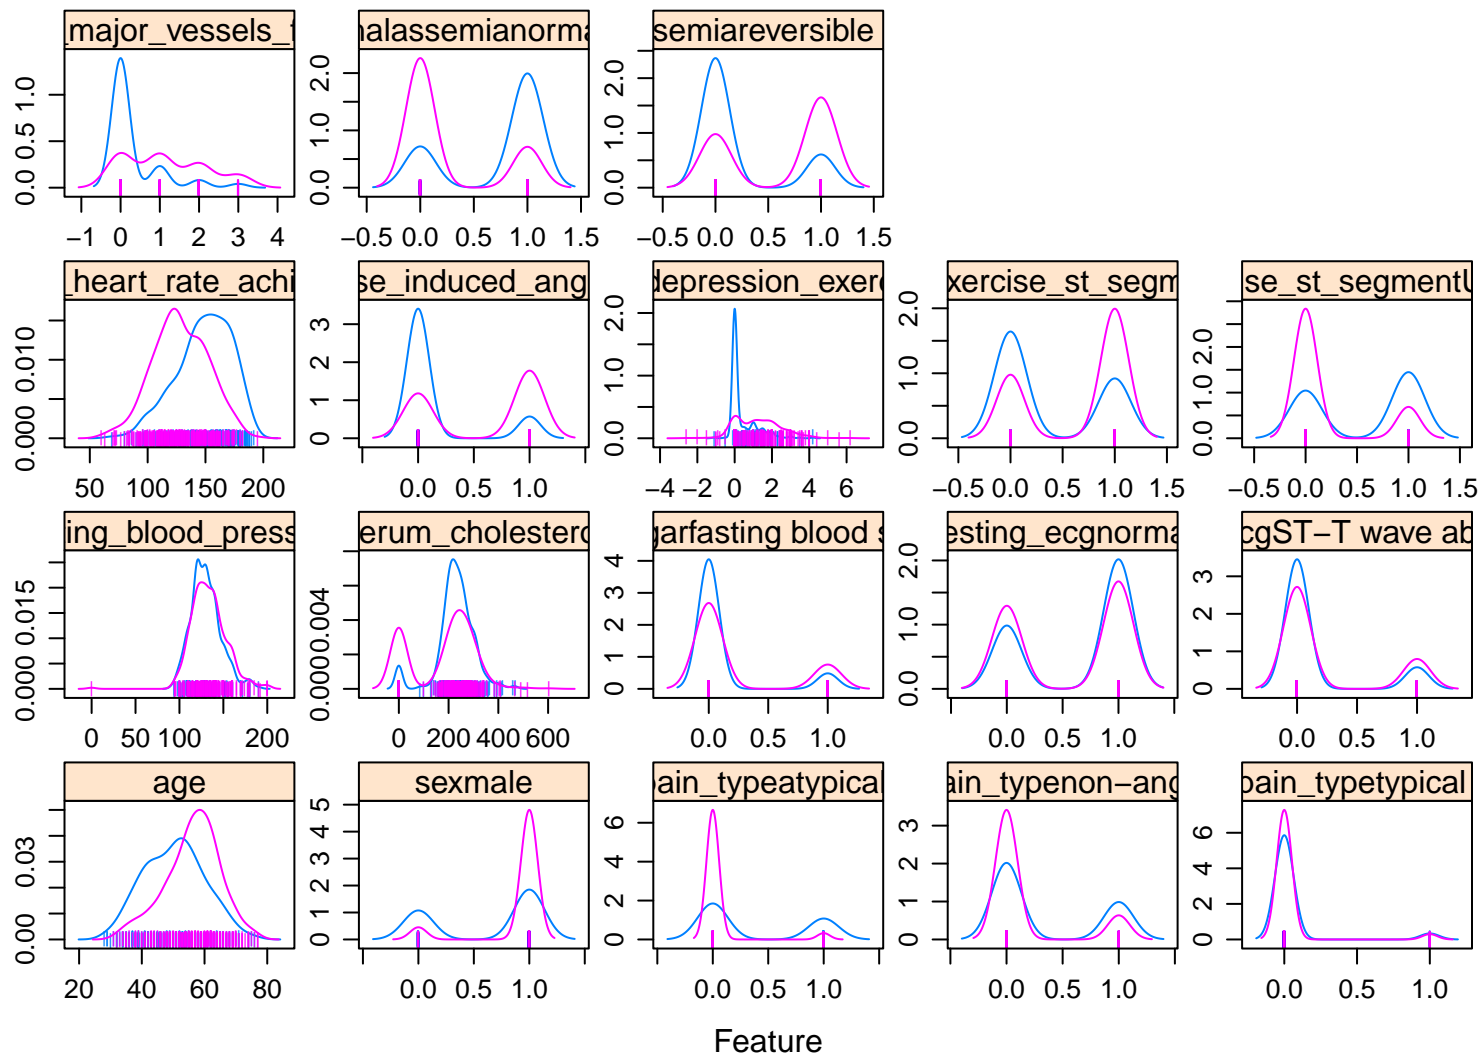 _major_vessels_f
nalassemianorma
semiareversible
0.0 0.5 1.0
0.0 1.0 2.0
0.0 1.0 2.0
−1 0 1 2 3 4
−0.5 0.0 0.5 1.0 1.5
−0.5 0.0 0.5 1.0 1.5
_heart_rate_achi
se_induced_ang
depression_exerc
xercise_st_segm
se_st_segmentU
0.000 0.010
0 1 2 3
0.0 1.0 2.0
0.0 1.0 2.0
0.0 1.0 2.0
50 100 150 200
0.0 0.5 1.0
−4 −2 0 2 4 6
−0.5 0.0 0.5 1.0 1.5
−0.5 0.0 0.5 1.0 1.5
ing_blood_press
erum_cholestero
garfasting blood s
esting_ecgnorma
cgST−T wave ab
0.000 0.015
0.000 0.004
0 1 2 3 4
0.0 1.0 2.0
0 1 2 3
0 50 100 200
0 200 400 600
0.0 0.5 1.0
0.0 0.5 1.0
0.0 0.5 1.0
age
sexmale
pain_typeatypical
ain_typenon−ang
pain_typetypical
0.00 0.03
0 1 2 3 4 5
0 2 4 6
0 1 2 3
0 2 4 6
20 40 60 80
0.0 0.5 1.0
0.0 0.5 1.0
0.0 0.5 1.0
0.0 0.5 1.0
Feature